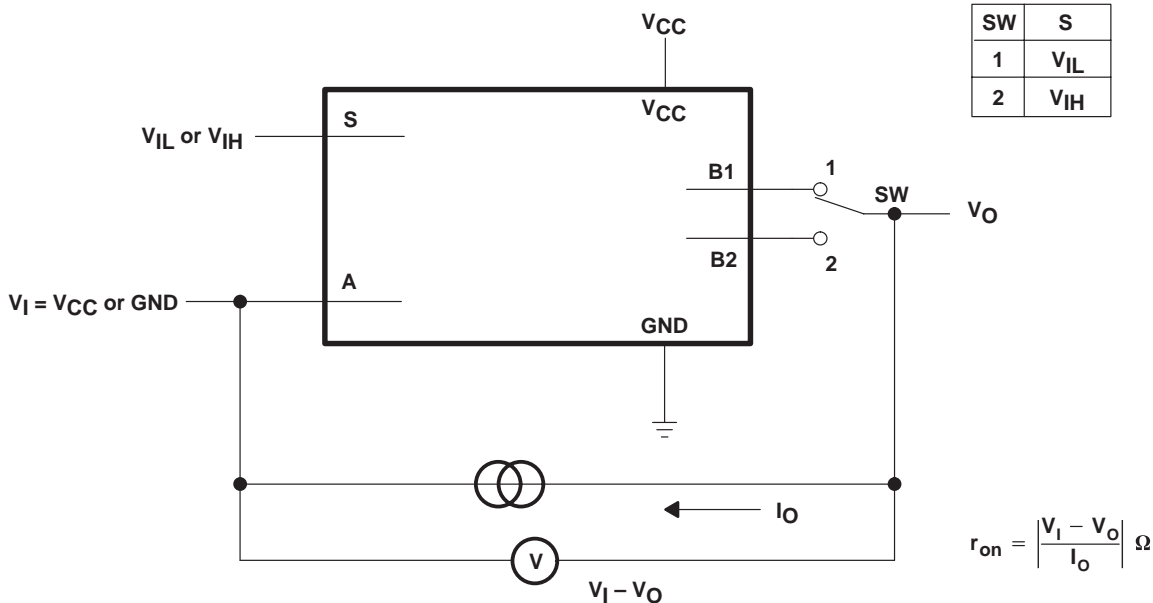 VCC
VCC
S
VIL or VIH
B1
1
SW
VO
B2
2
A
VI = VCC or GND
GND
IO
V
VI – VO
SW S
1 VIL
2 VIH
ron = |VI – VO / IO| Ω